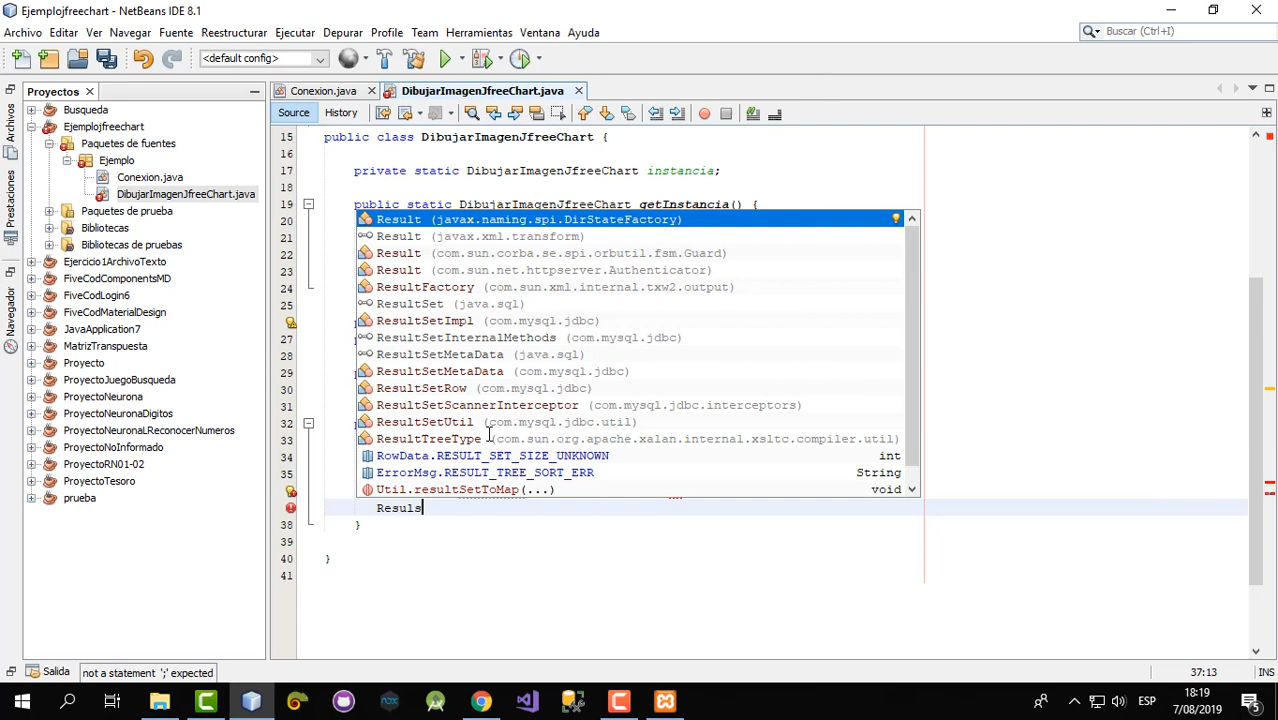 Ejemplojfreechart - NetBeans IDE 8.1
Archivo Editar Ver Navegar Fuente Reestructurar Ejecutar Depurar Profile Team Herramientas Ventana Ayuda
Buscar (Ctrl+I)
<default config>
Proyectos
Conexion.java
DibujarImagenJfreeChart.java
Source History
Archivos
Prestaciones
Navegador
Busqueda
Ejemplojfreechart
Paquetes de fuentes
Ejemplo
Conexion.java
DibujarImagenJfreeChart.java
Paquetes de prueba
Bibliotecas
Bibliotecas de pruebas
Ejercicio1ArchivoTexto
FiveCodComponentsMD
FiveCodLogin6
FiveCodMaterialDesign
JavaApplication7
MatrizTranspuesta
Proyecto
ProyectoJuegoBusqueda
ProyectoNeurona
ProyectoNeuronaDigitos
ProyectoNeuronaLReconocerNumeros
ProyectoNoInformado
ProyectoRN01-02
ProyectoTesoro
prueba
15 public class DibujarImagenJfreeChart {
16
17 private static DibujarImagenJfreeChart instancia;
18
19 public static DibujarImagenJfreeChart getInstancia() {
20 Result (javax.naming.spi.DirStateFactory)
21 Result (javax.xml.transform)
22 Result (com.sun.corba.se.spi.orbutil.fsm.Guard)
23 Result (com.sun.net.httpserver.Authenticator)
24 ResultFactory (com.sun.xml.internal.txw2.output)
25 ResultSet (java.sql)
ResultSetImpl (com.mysql.jdbc)
27 ResultSetInternalMethods (com.mysql.jdbc)
28 ResultSetMetaData (java.sql)
29 ResultSetMetaData (com.mysql.jdbc)
30 ResultSetRow (com.mysql.jdbc)
31 ResultSetScannerInterceptor (com.mysql.jdbc.interceptors)
32 ResultSetUtil (com.mysql.jdbc.util)
33 ResultTreeType (com.sun.org.apache.xalan.internal.xsltc.compiler.util)
34 RowData.RESULT_SET_SIZE_UNKNOWN int
35 ErrorMsg.RESULT_TREE_SORT_ERR String
Util.resultSetToMap(...) void
Resuls
38 }
39
40 }
41
Salida not a statement ';' expected
37:13 INS
ESP 18:19 7/08/2019 5